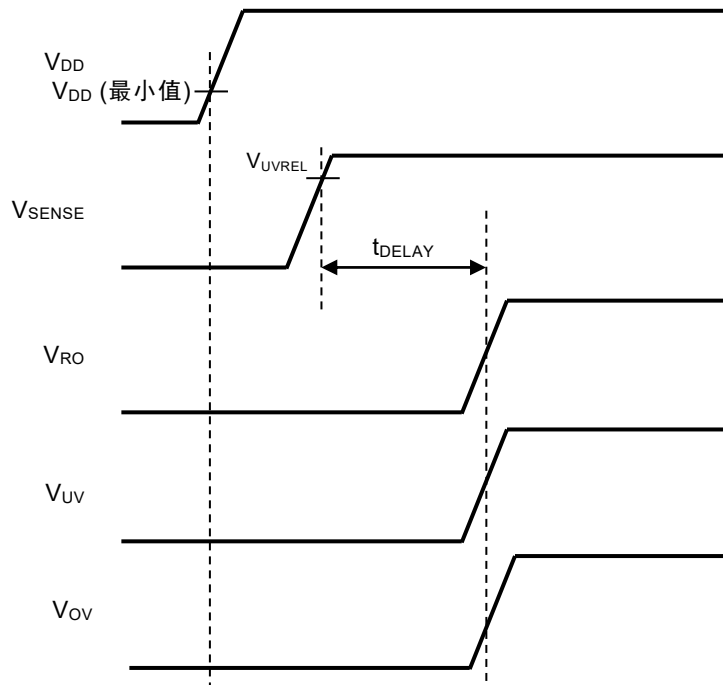 VDD
VDD (最小值)
VUVREL
VSENSE
tDELAY
VRO
VUV
VOV